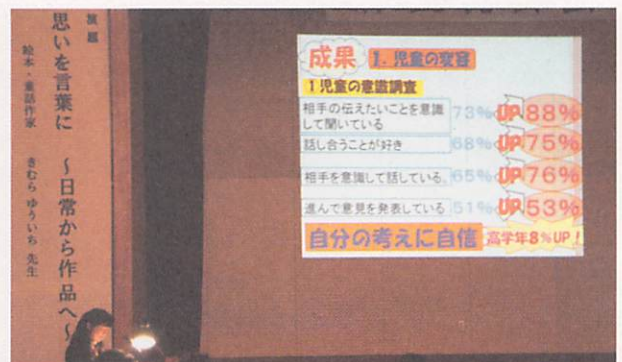 演題
思いを言葉に ～日常から作品へ～
絵本・童話作家 きむら ゆういち 先生
成果 1. 児童の変容
1 児童の意識調査
相手の伝えたいことを意識
して聞いている 73% UP 88%
話し合うことが好き 68% UP 75%
相手を意識して話している。 65% UP 76%
進んで意見を発表している 51% UP 53%
自分の考えに自信 高学年8%UP!